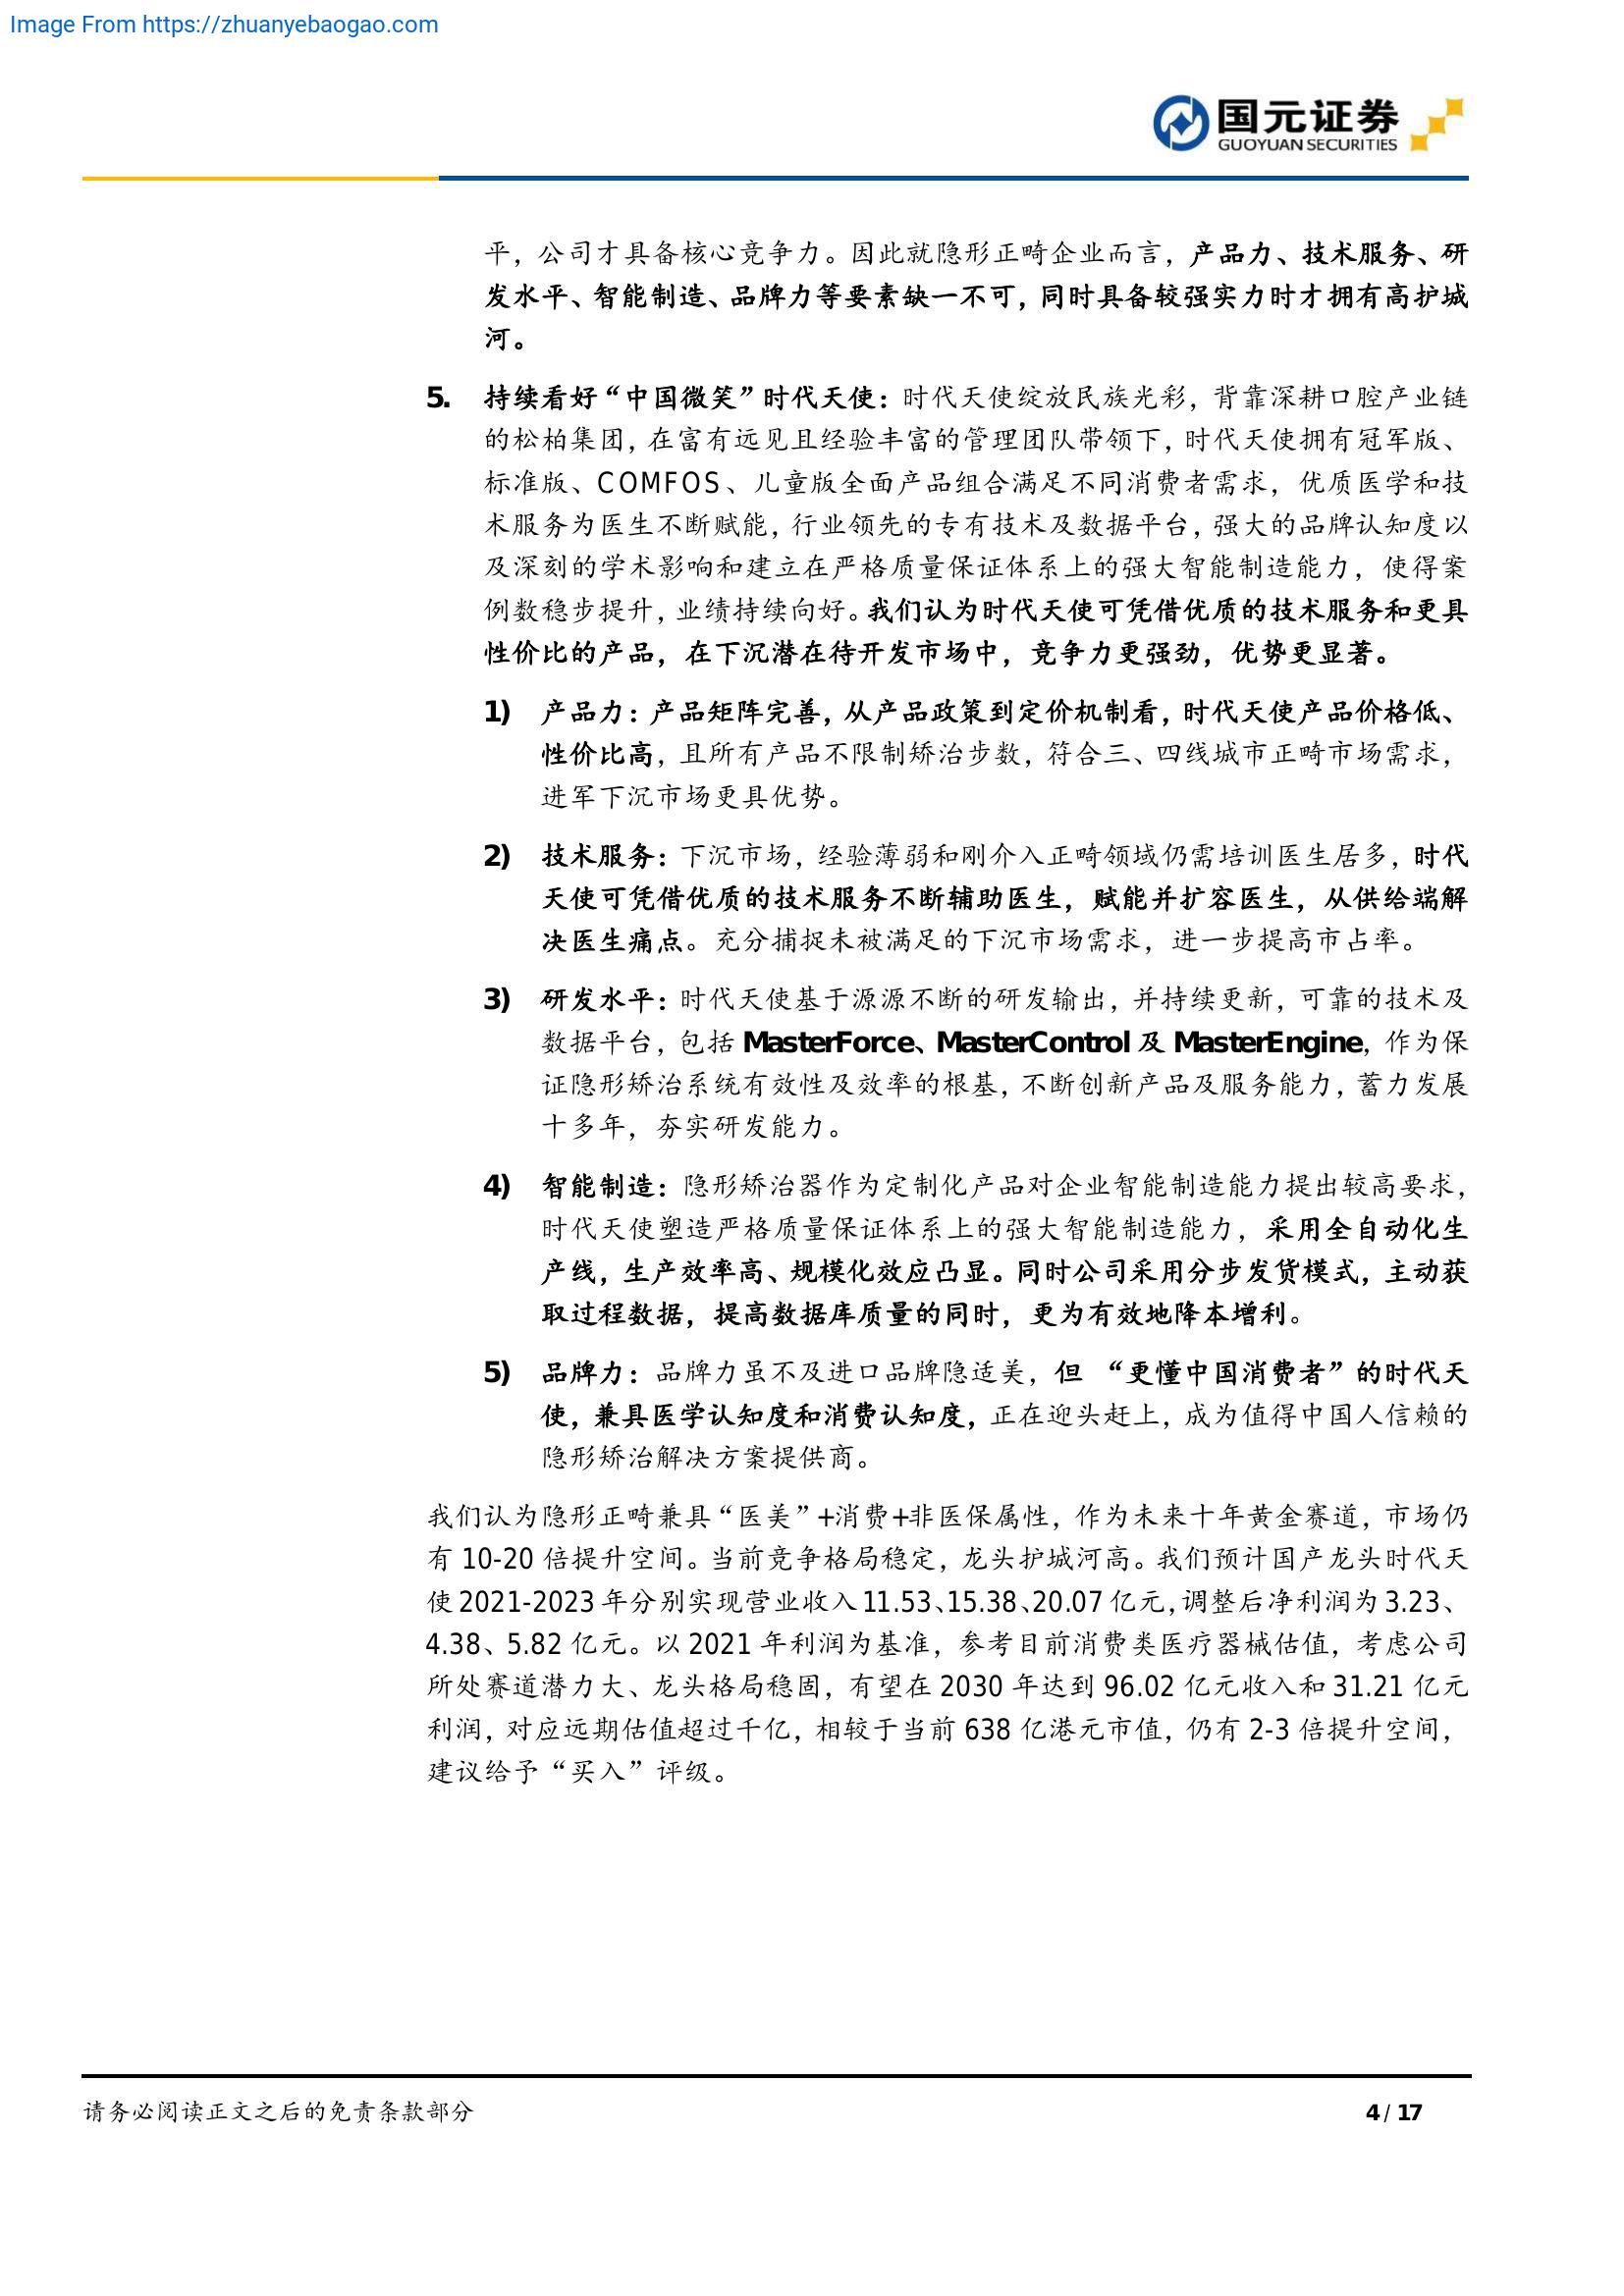 Image From https://zhuanyebaogao.com
国元证券
GUOYUAN SECURITIES
平，公司才具备核心竞争力。因此就隐形正畸企业而言，产品力、技术服务、研
发水平、智能制造、品牌力等要素缺一不可，同时具备较强实力时才拥有高护城
河。
5. 持续看好“中国微笑”时代天使：时代天使绽放民族光彩，背靠深耕口腔产业链
的松柏集团，在富有远见且经验丰富的管理团队带领下，时代天使拥有冠军版、
标准版、COMFOS、儿童版全面产品组合满足不同消费者需求，优质医学和技
术服务为医生不断赋能，行业领先的专有技术及数据平台，强大的品牌认知度以
及深刻的学术影响和建立在严格质量保证体系上的强大智能制造能力，使得案
例数稳步提升，业绩持续向好。我们认为时代天使可凭借优质的技术服务和更具
性价比的产品，在下沉潜在待开发市场中，竞争力更强劲，优势更显著。
1) 产品力：产品矩阵完善，从产品政策到定价机制看，时代天使产品价格低、
性价比高，且所有产品不限制矫治步数，符合三、四线城市正畸市场需求，
进军下沉市场更具优势。
2) 技术服务：下沉市场，经验薄弱和刚介入正畸领域仍需培训医生居多，时代
天使可凭借优质的技术服务不断辅助医生，赋能并扩容医生，从供给端解
决医生痛点。充分捕捉未被满足的下沉市场需求，进一步提高市占率。
3) 研发水平：时代天使基于源源不断的研发输出，并持续更新，可靠的技术及
数据平台，包括 MasterForce、MasterControl 及 MasterEngine，作为保
证隐形矫治系统有效性及效率的根基，不断创新产品及服务能力，蓄力发展
十多年，夯实研发能力。
4) 智能制造：隐形矫治器作为定制化产品对企业智能制造能力提出较高要求，
时代天使塑造严格质量保证体系上的强大智能制造能力，采用全自动化生
产线，生产效率高、规模化效应凸显。同时公司采用分步发货模式，主动获
取过程数据，提高数据库质量的同时，更为有效地降本增利。
5) 品牌力：品牌力虽不及进口品牌隐适美，但 “更懂中国消费者”的时代天
使，兼具医学认知度和消费认知度，正在迎头赶上，成为值得中国人信赖的
隐形矫治解决方案提供商。
我们认为隐形正畸兼具“医美”+消费+非医保属性，作为未来十年黄金赛道，市场仍
有 10-20 倍提升空间。当前竞争格局稳定，龙头护城河高。我们预计国产龙头时代天
使 2021-2023 年分别实现营业收入 11.53、15.38、20.07 亿元，调整后净利润为 3.23、
4.38、5.82 亿元。以 2021 年利润为基准，参考目前消费类医疗器械估值，考虑公司
所处赛道潜力大、龙头格局稳固，有望在 2030 年达到 96.02 亿元收入和 31.21 亿元
利润，对应远期估值超过千亿，相较于当前 638 亿港元市值，仍有 2-3 倍提升空间，
建议给予“买入”评级。
请务必阅读正文之后的免责条款部分
4 / 17